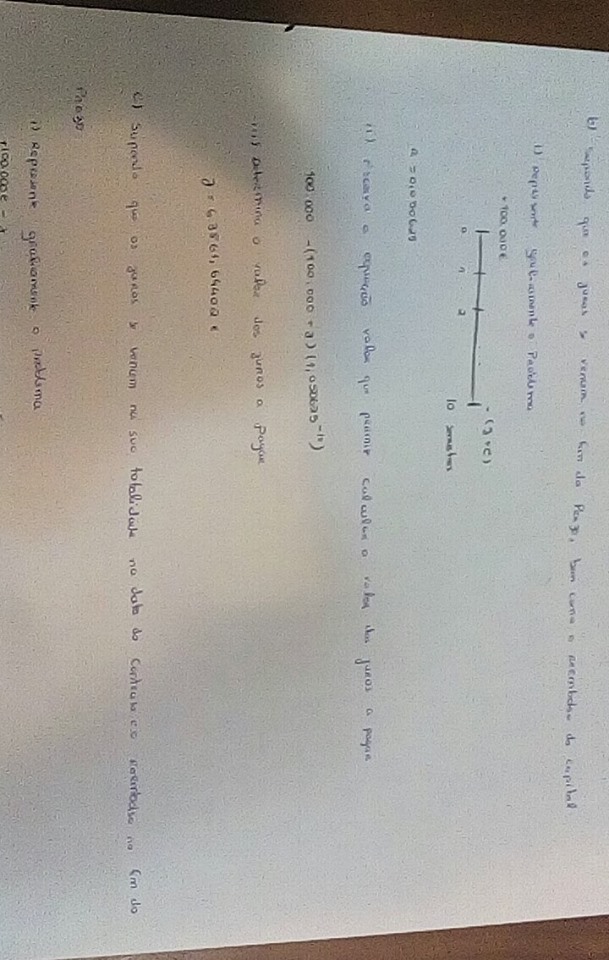 b) Supondo que os juros se vencem no fim do Prazo, bem como o reembolso do capital
i) Represente graficamente o Problema
+100.000€
- (J+C)
0 1 2 ... 10 semestres
R = 0,050625
ii) Escreva a equação valor que permite calcular o valor dos juros a pagar
100.000 -(100.000 + J) (1,050625⁻¹⁰)
iii) Determina o valor dos juros a pagar
J = 63861,64402 €
c) Supondo que os juros se vencem na sua totalidade na data do contrato e o reembolso no fim do
Prazo
i) Represente graficamente o problema
+100.000€ - J